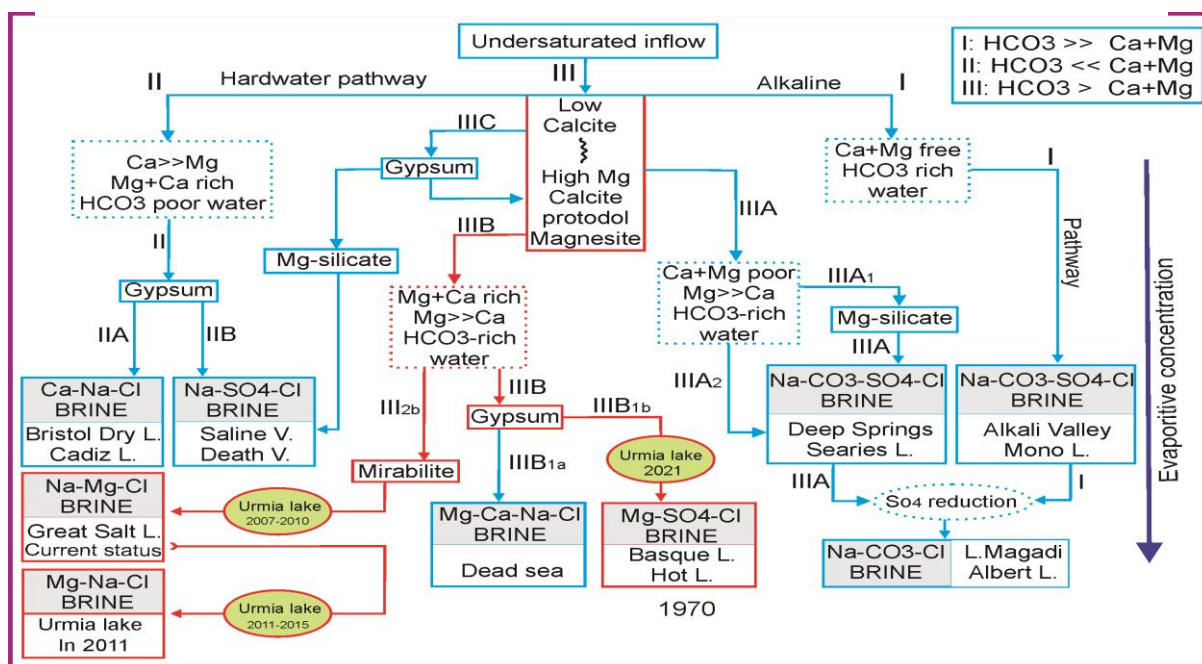 Undersaturated inflow
I: HCO3 >> Ca+Mg
II: HCO3 << Ca+Mg
III: HCO3 > Ca+Mg
II
Hardwater pathway
III
Alkaline
I
Low
Calcite
High Mg
Calcite
protodol
Magnesite
IIIC
Gypsum
Ca>>Mg
Mg+Ca rich
HCO3 poor water
II
Gypsum
IIA
IIB
Mg-silicate
Ca-Na-Cl
BRINE
Bristol Dry L.
Cadiz L.
Na-SO4-Cl
BRINE
Saline V.
Death V.
IIIB
Mg+Ca rich
Mg>>Ca
HCO3-rich
water
III2b
Mirabilite
IIIB
Gypsum
IIIB1b
IIIB1a
Urmia lake
2021
Na-Mg-Cl
BRINE
Great Salt L.
Current status
Urmia lake
2007-2010
Mg-Na-Cl
BRINE
Urmia lake
In 2011
Urmia lake
2011-2015
Mg-Ca-Na-Cl
BRINE
Dead sea
Mg-SO4-Cl
BRINE
Basque L.
Hot L.
1970
IIIA
Ca+Mg poor
Mg>>Ca
HCO3-rich
water
IIIA1
Mg-silicate
IIIA
IIIA2
Ca+Mg free
HCO3 rich
water
I
Pathway
Na-CO3-SO4-Cl
BRINE
Deep Springs
Searies L.
Na-CO3-SO4-Cl
BRINE
Alkali Valley
Mono L.
IIIA
I
So4 reduction
Na-CO3-Cl
BRINE
L.Magadi
Albert L.
Evaporitive concentration